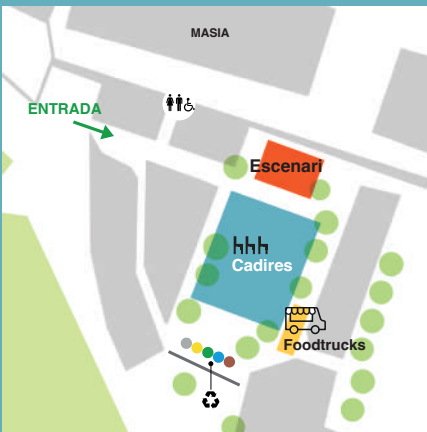 MASIA
ENTRADA
Escenari
Cadires
Foodtrucks